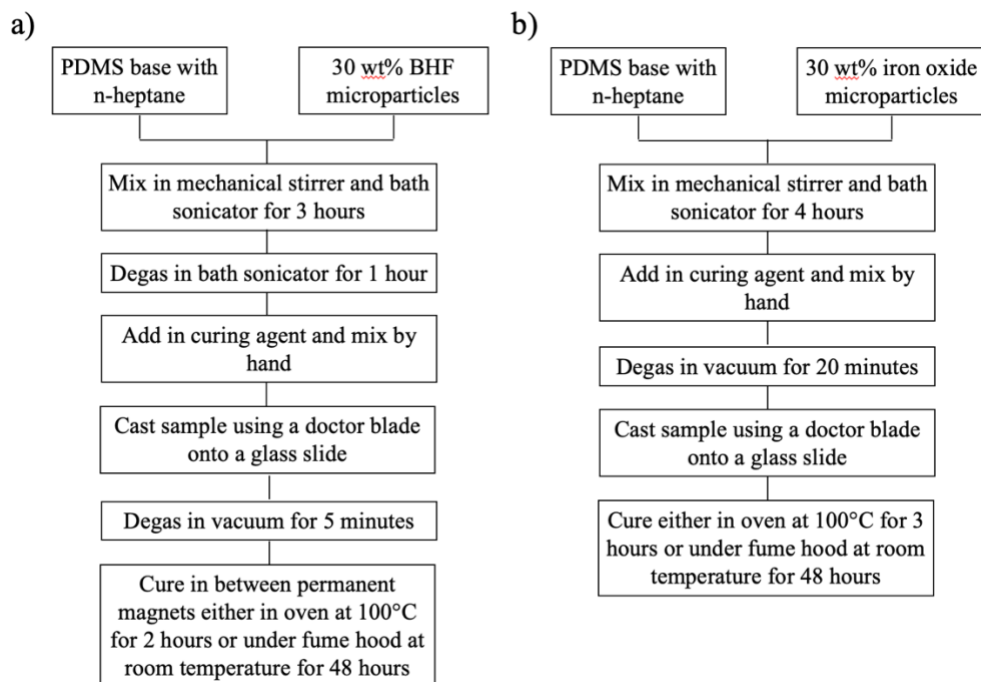 a)
PDMS base with
n-heptane
30 wt% BHF
microparticles
Mix in mechanical stirrer and bath
sonicator for 3 hours
Degas in bath sonicator for 1 hour
Add in curing agent and mix by
hand
Cast sample using a doctor blade
onto a glass slide
Degas in vacuum for 5 minutes
Cure in between permanent
magnets either in oven at 100°C
for 2 hours or under fume hood at
room temperature for 48 hours
b)
PDMS base with
n-heptane
30 wt% iron oxide
microparticles
Mix in mechanical stirrer and bath
sonicator for 4 hours
Add in curing agent and mix by
hand
Degas in vacuum for 20 minutes
Cast sample using a doctor blade
onto a glass slide
Cure either in oven at 100°C for 3
hours or under fume hood at room
temperature for 48 hours